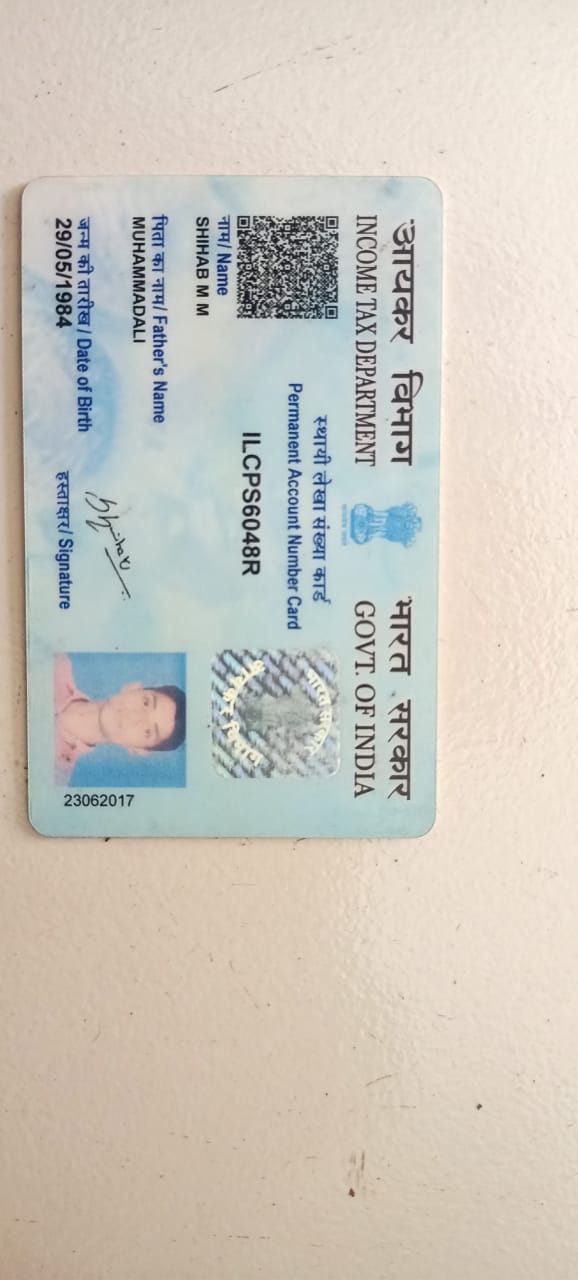 आयकर विभाग
INCOME TAX DEPARTMENT
भारत सरकार
GOVT. OF INDIA
स्थायी लेखा संख्या कार्ड
Permanent Account Number Card
ILCPS6048R
नाम/ Name
SHIHAB M M
पिता का नाम/ Father's Name
MUHAMMADALI
जन्म की तारीख / Date of Birth
29/05/1984
हस्ताक्षर/ Signature
23062017